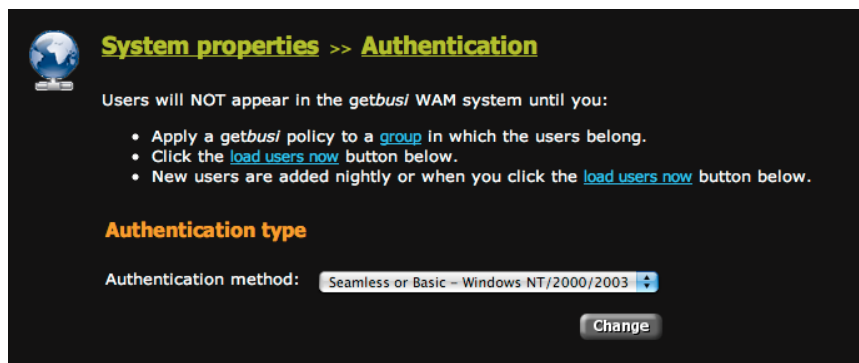 System properties >> Authentication
Users will NOT appear in the getbusi WAM system until you:
• Apply a getbusi policy to a group in which the users belong.
• Click the load users now button below.
• New users are added nightly or when you click the load users now button below.
Authentication type
Authentication method: Seamless or Basic – Windows NT/2000/2003
Change